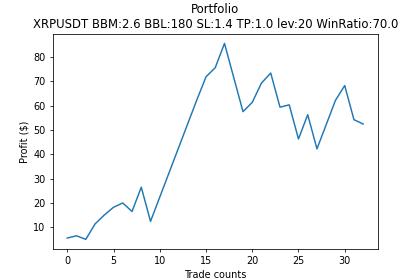 Portfolio
XRPUSDT BBM:2.6 BBL:180 SL:1.4 TP:1.0 lev:20 WinRatio:70.0
80
70
60
50
40
30
20
10
Profit ($)
0 5 10 15 20 25 30
Trade counts